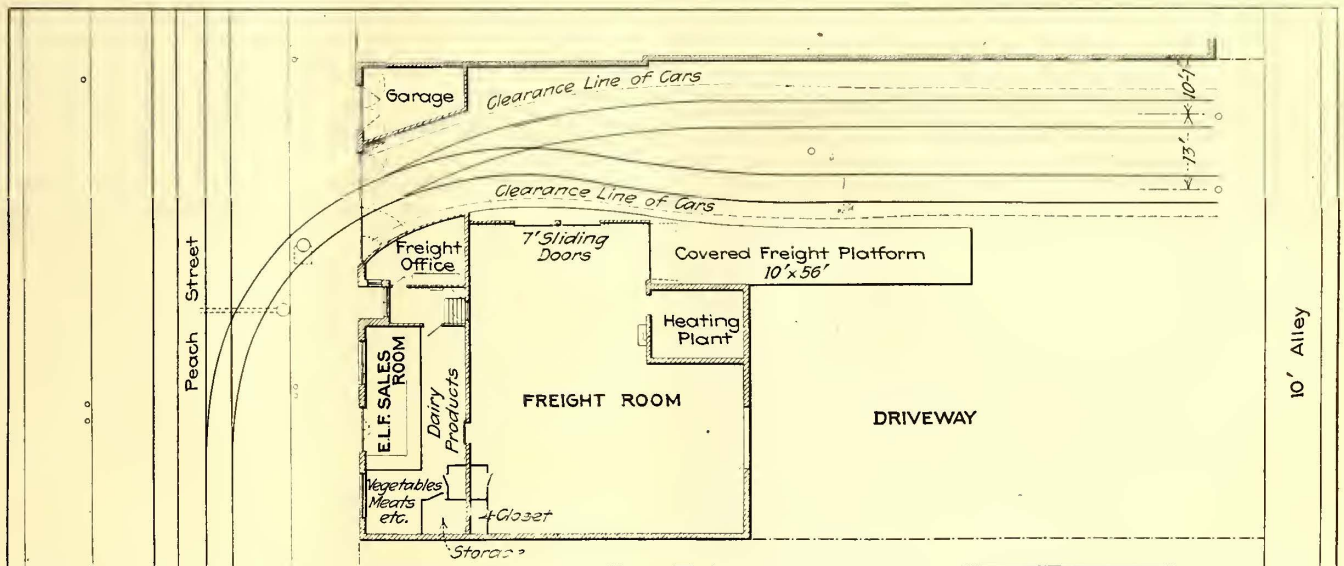 Garage
Clearance Line of Cars
10'-7"
13'
Clearance Line of Cars
Peach Street
Freight
Office
7' Sliding
Doors
Covered Freight Platform
10' x 56'
Heating
Plant
10' Alley
E.L.F. SALES
ROOM
Dairy
Products
FREIGHT ROOM
DRIVEWAY
Vegetables
Meats
etc.
Closet